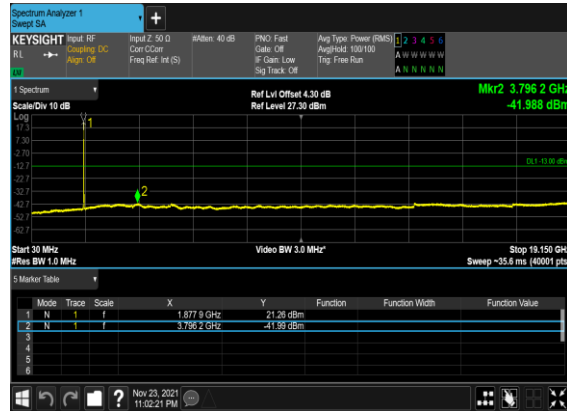 Spectrum Analyzer 1
Swept SA
+
KEYSIGHT Input: RF Input Z: 50 Ω #Atten: 40 dB PNO: Fast Avg Type: Power (RMS) 1 2 3 4 5 6
RL Coupling: DC Corr CCorr Gate: Off Avg|Hold: 100/100 A W W W W W
Align: Off Freq Ref: Int (S) IF Gain: Low Trig: Free Run
Sig Track: Off A N N N N N
1 Spectrum Ref Lvl Offset 4.30 dB Mkr2 3.796 2 GHz
Scale/Div 10 dB Ref Level 27.30 dBm -41.988 dBm
Log
17.3
1
7.30
-2.70
-12.7 DL1 -13.00 dBm
-22.7
-32.7
2
-42.7
-52.7
-62.7
Start 30 MHz Video BW 3.0 MHz* Stop 19.150 GHz
#Res BW 1.0 MHz Sweep ~35.6 ms (40001 pts)
5 Marker Table
Mode Trace Scale X Y Function Function Width Function Value
1 N 1 f 1.877 9 GHz 21.26 dBm
2 N 1 f 3.796 2 GHz -41.99 dBm
3
4
5
6
? Nov 23, 2021
11:02:21 PM